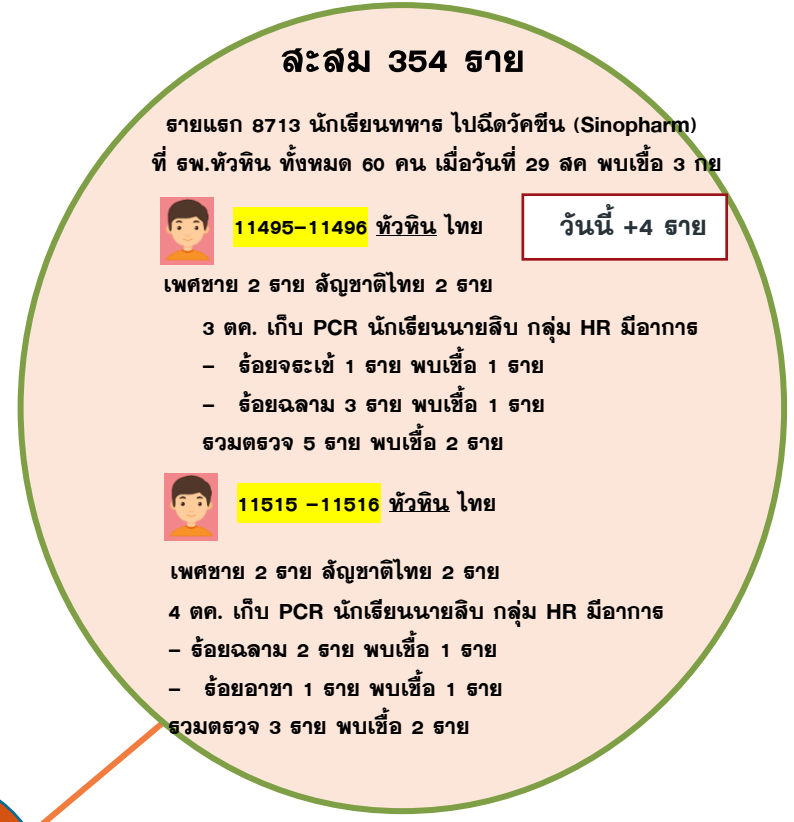 สะสม 354 ราย
รายแรก 8713 นักเรียนทหาร ไปฉีดวัคซีน (Sinopharm)
ที่ รพ.หัวหิน ทั้งหมด 60 คน เมื่อวันที่ 29 สค พบเชื้อ 3 กย
11495-11496 หัวหิน ไทย
วันนี้ +4 ราย
เพศชาย 2 ราย สัญชาติไทย 2 ราย
3 ตค. เก็บ PCR นักเรียนนายสิบ กลุ่ม HR มีอาการ
- ร้อยจระเข้ 1 ราย พบเชื้อ 1 ราย
- ร้อยฉลาม 3 ราย พบเชื้อ 1 ราย
รวมตรวจ 5 ราย พบเชื้อ 2 ราย
11515 -11516 หัวหิน ไทย
เพศชาย 2 ราย สัญชาติไทย 2 ราย
4 ตค. เก็บ PCR นักเรียนนายสิบ กลุ่ม HR มีอาการ
- ร้อยฉลาม 2 ราย พบเชื้อ 1 ราย
- ร้อยอาชา 1 ราย พบเชื้อ 1 ราย
รวมตรวจ 3 ราย พบเชื้อ 2 ราย